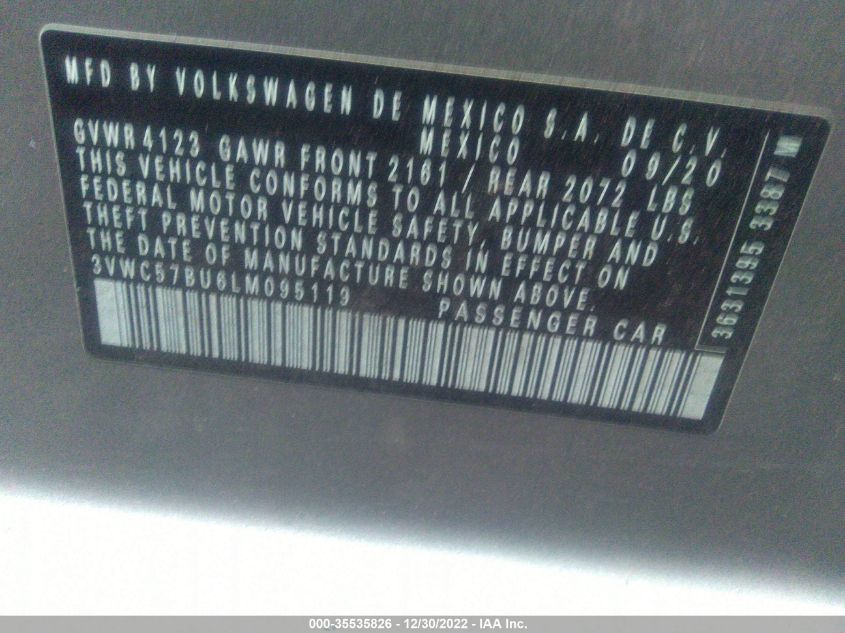 MFD BY VOLKSWAGEN DE MEXICO S.A. DE C.V.
MEXICO 09/20
GVWR 4123 GAWR FRONT 2161 / REAR 2072 LBS
THIS VEHICLE CONFORMS TO ALL APPLICABLE U.S.
FEDERAL MOTOR VEHICLE SAFETY, BUMPER AND
THEFT PREVENTION STANDARDS IN EFFECT ON
THE DATE OF MANUFACTURE SHOWN ABOVE.
3VWC57BU6LM095119 PASSENGER CAR
3631395 3387 M
000-35535826 - 12/30/2022 - IAA Inc.